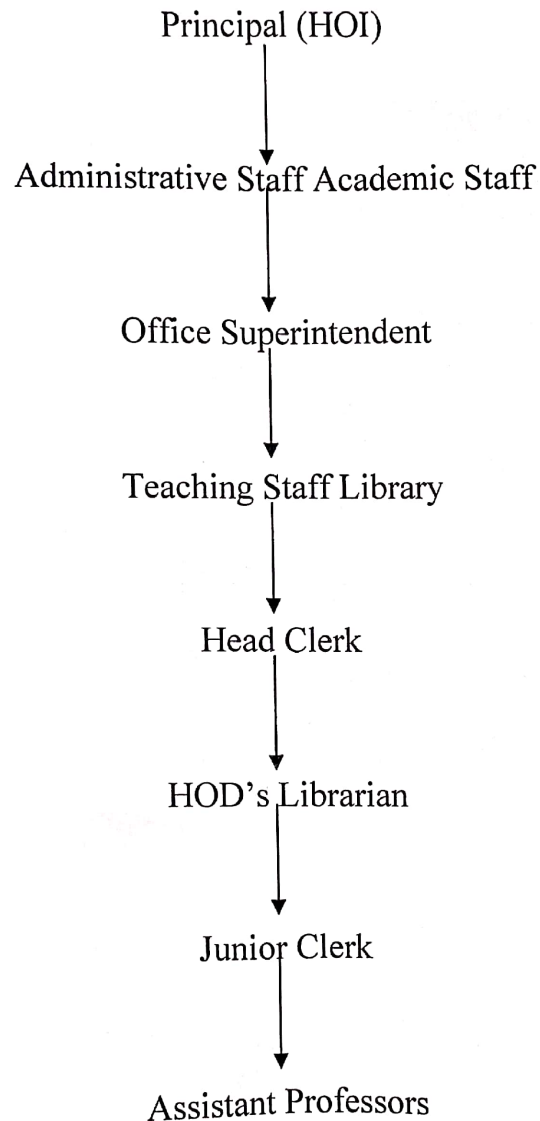 Principal (HOI)
Administrative Staff Academic Staff
Office Superintendent
Teaching Staff Library
Head Clerk
HOD's Librarian
Junior Clerk
Assistant Professors